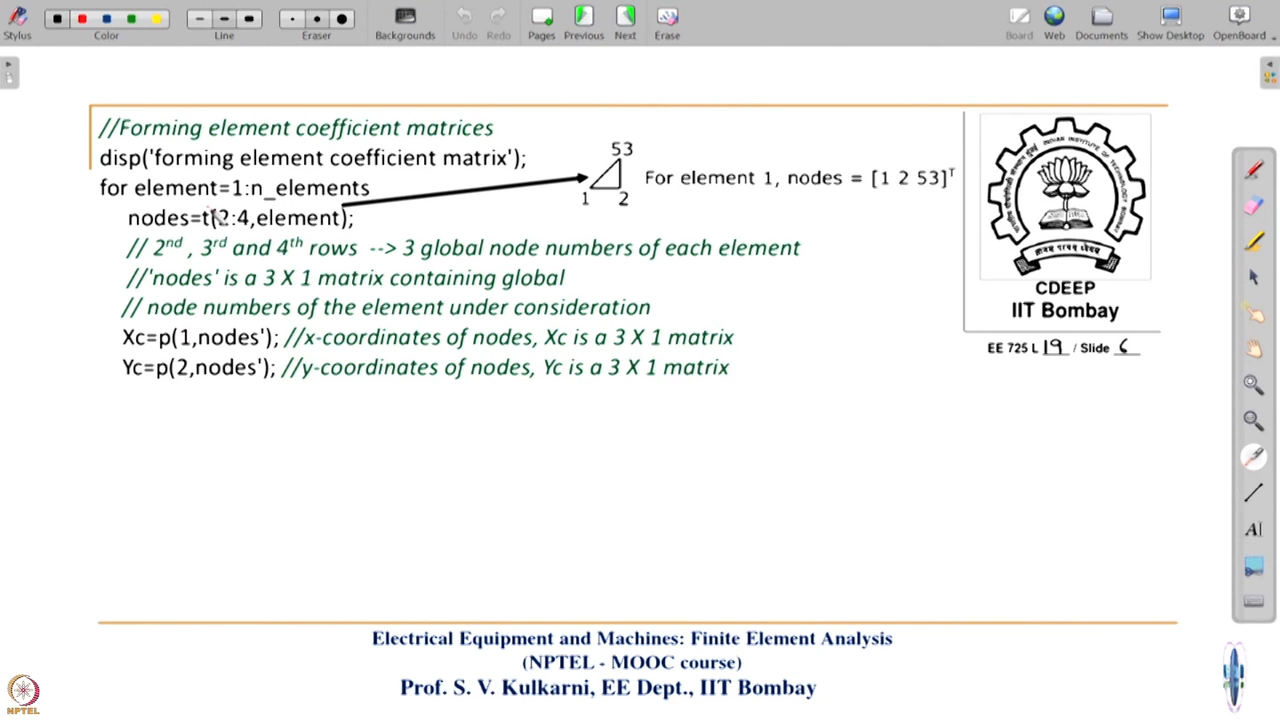 Stylus
Color
Line
Eraser
Backgrounds
Undo
Redo
Pages
Previous
Next
Erase
Board
Web
Documents
Show Desktop
OpenBoard
//Forming element coefficient matrices
disp('forming element coefficient matrix');
for element=1:n_elements
nodes=t(2:4,element);
53
1
2
For element 1, nodes = [1 2 53]ᵀ
// 2nd , 3rd and 4th rows --> 3 global node numbers of each element
//'nodes' is a 3 X 1 matrix containing global
// node numbers of the element under consideration
Xc=p(1,nodes'); //x-coordinates of nodes, Xc is a 3 X 1 matrix
Yc=p(2,nodes'); //y-coordinates of nodes, Yc is a 3 X 1 matrix
CDEEP
IIT Bombay
EE 725 L 19 / Slide 6
AI
Electrical Equipment and Machines: Finite Element Analysis
(NPTEL - MOOC course)
Prof. S. V. Kulkarni, EE Dept., IIT Bombay
NPTEL